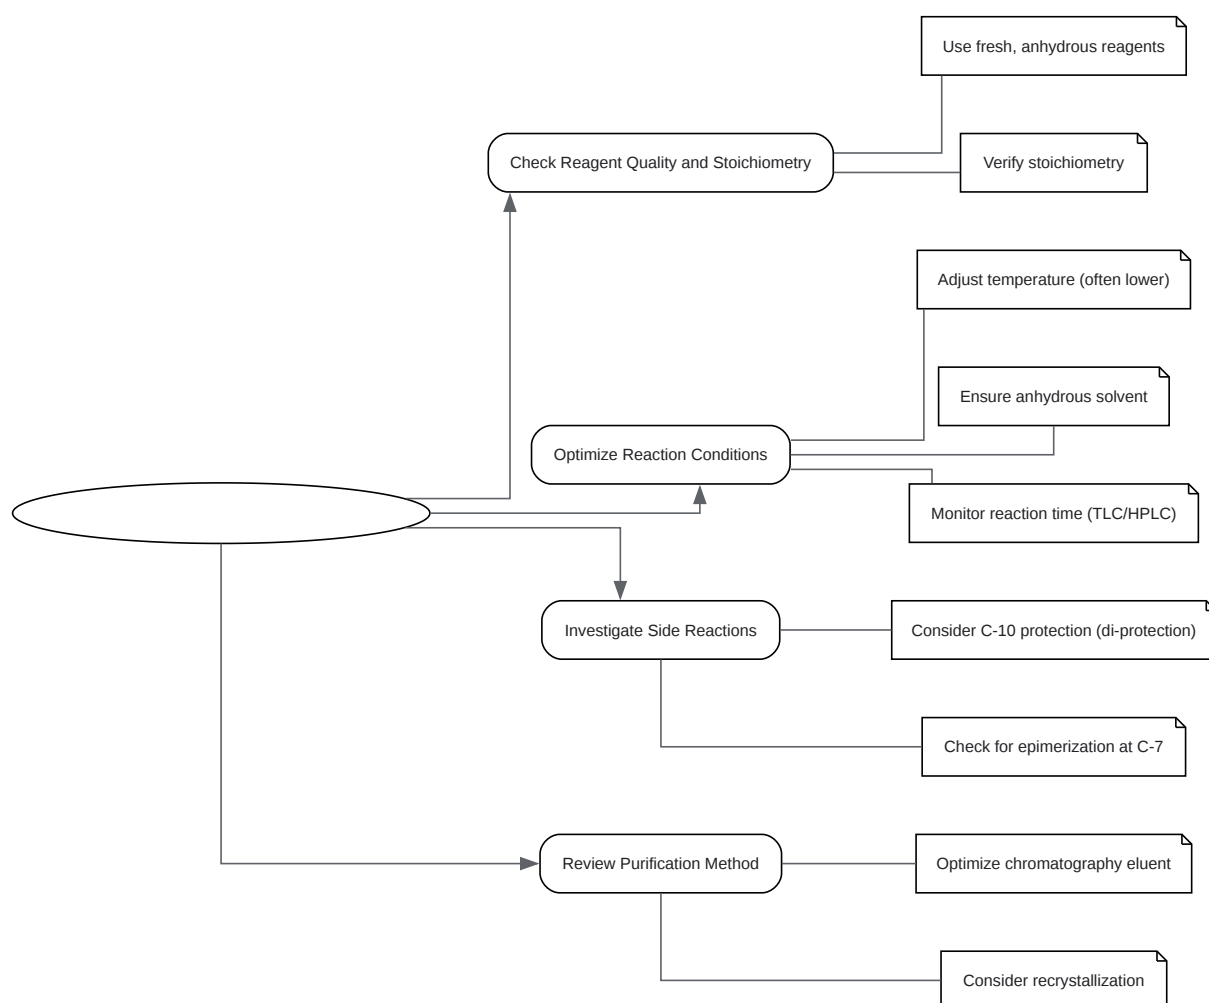 Use fresh, anhydrous reagents
Check Reagent Quality and Stoichiometry
Verify stoichiometry
Adjust temperature (often lower)
Ensure anhydrous solvent
Optimize Reaction Conditions
Monitor reaction time (TLC/HPLC)
Investigate Side Reactions
Consider C-10 protection (di-protection)
Check for epimerization at C-7
Review Purification Method
Optimize chromatography eluent
Consider recrystallization